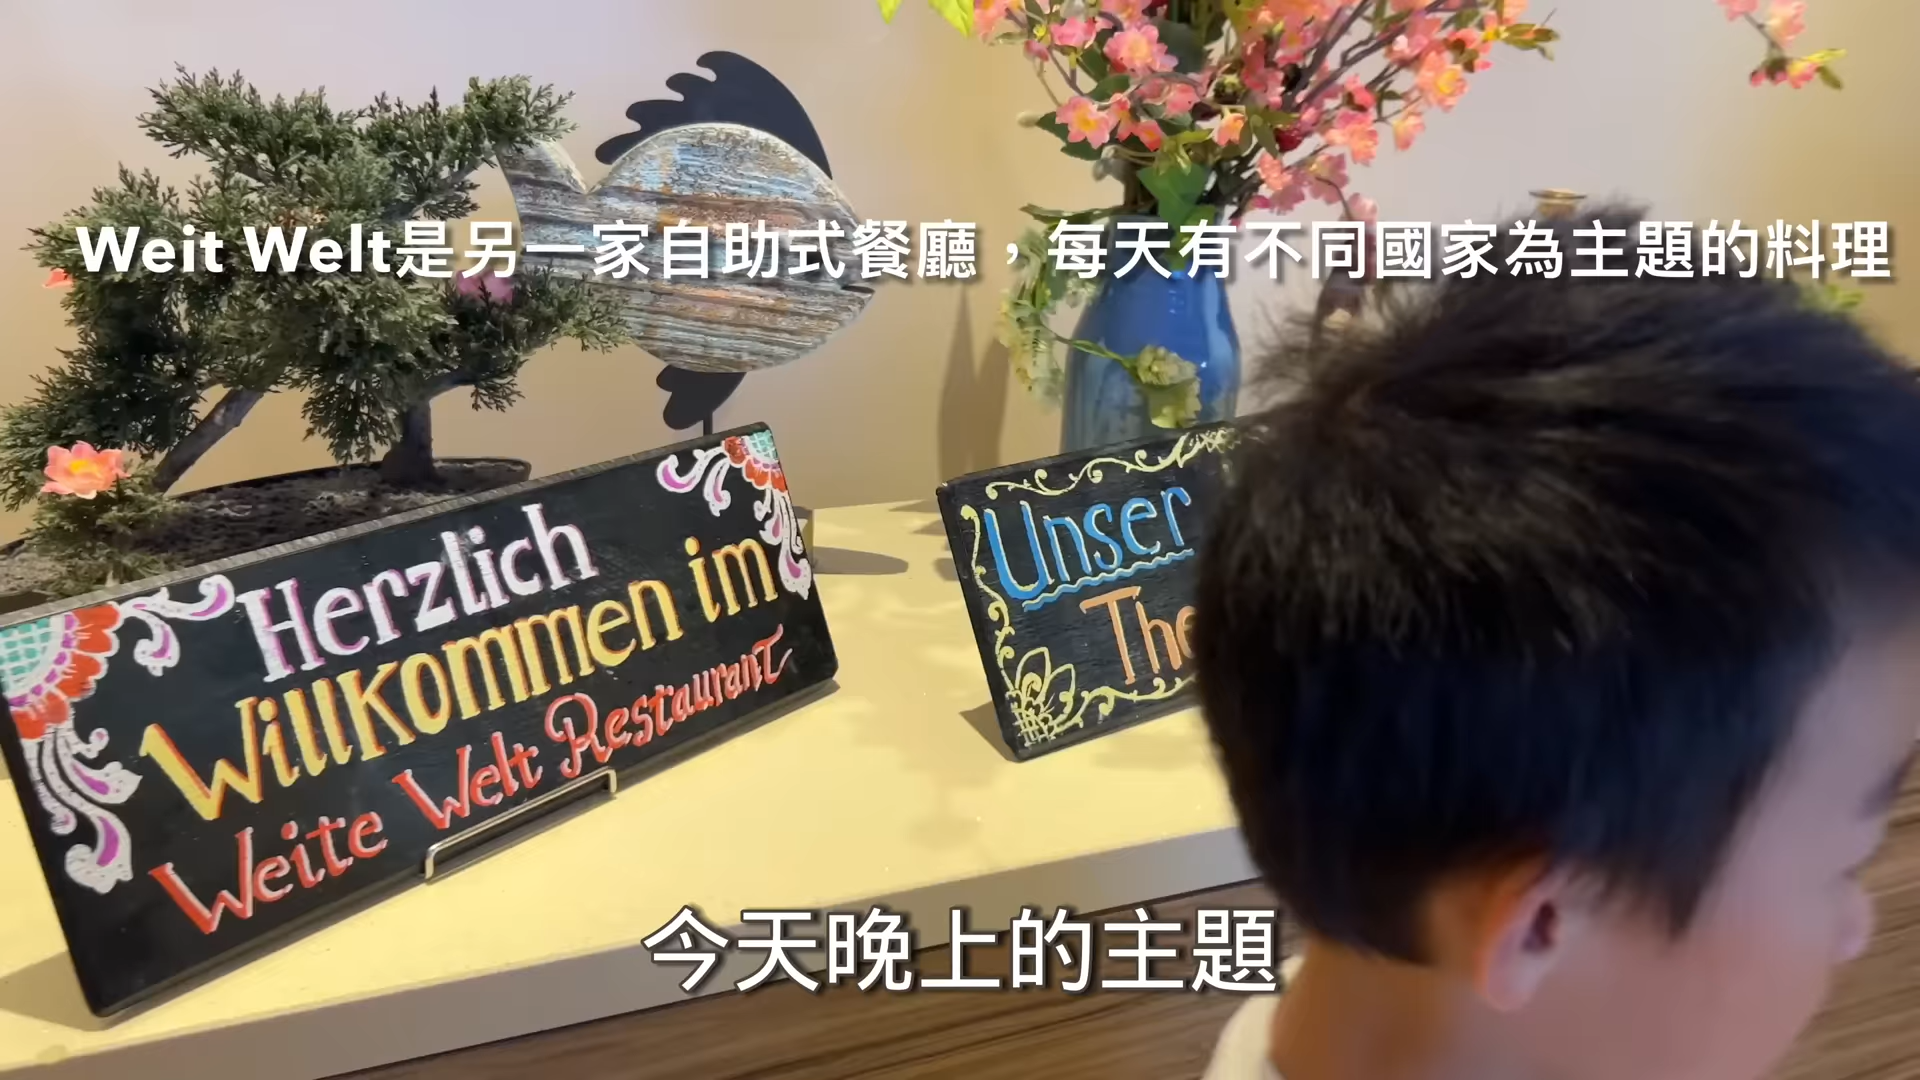 Weit Welt是另一家自助式餐廳，每天有不同國家為主題的料理
Herzlich
Willkommen im
Weite Welt Restaurant
Unser
今天晚上的主題